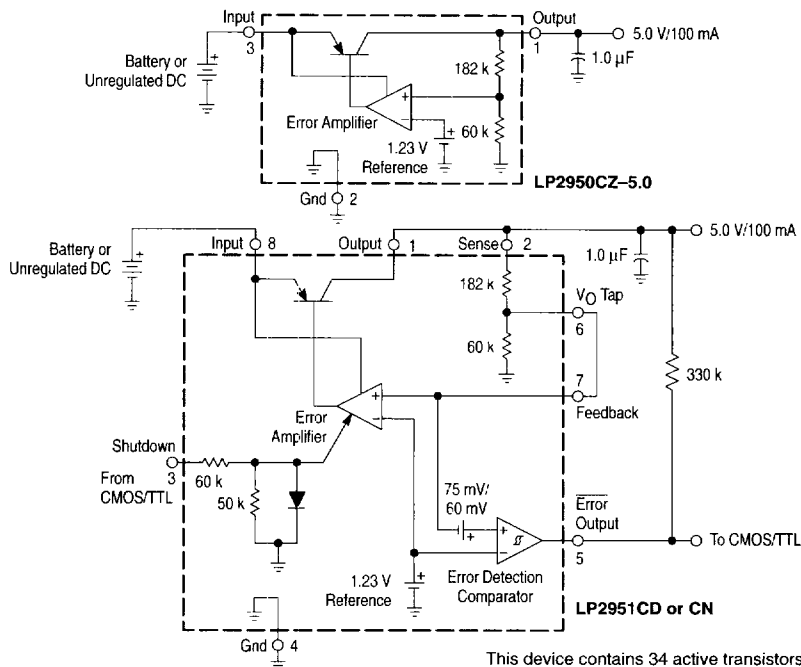 Input
3
Output
1
5.0 V/100 mA
Battery or
Unregulated DC
182 k
1.0 µF
Error Amplifier
+
–
+
60 k
1.23 V
Reference
LP2950CZ–5.0
Gnd
2
+
Battery or
Unregulated DC
+
Input
8
Output
1
Sense
2
5.0 V/100 mA
1.0 µF
182 k
VO Tap
6
60 k
330 k
7
Feedback
+
–
Error
Amplifier
Shutdown
3
From
CMOS/TTL
60 k
50 k
75 mV/
60 mV
+
+
–
Error
Output
5
To CMOS/TTL
1.23 V
Reference
+
Error Detection
Comparator
LP2951CD or CN
Gnd
4
This device contains 34 active transistors